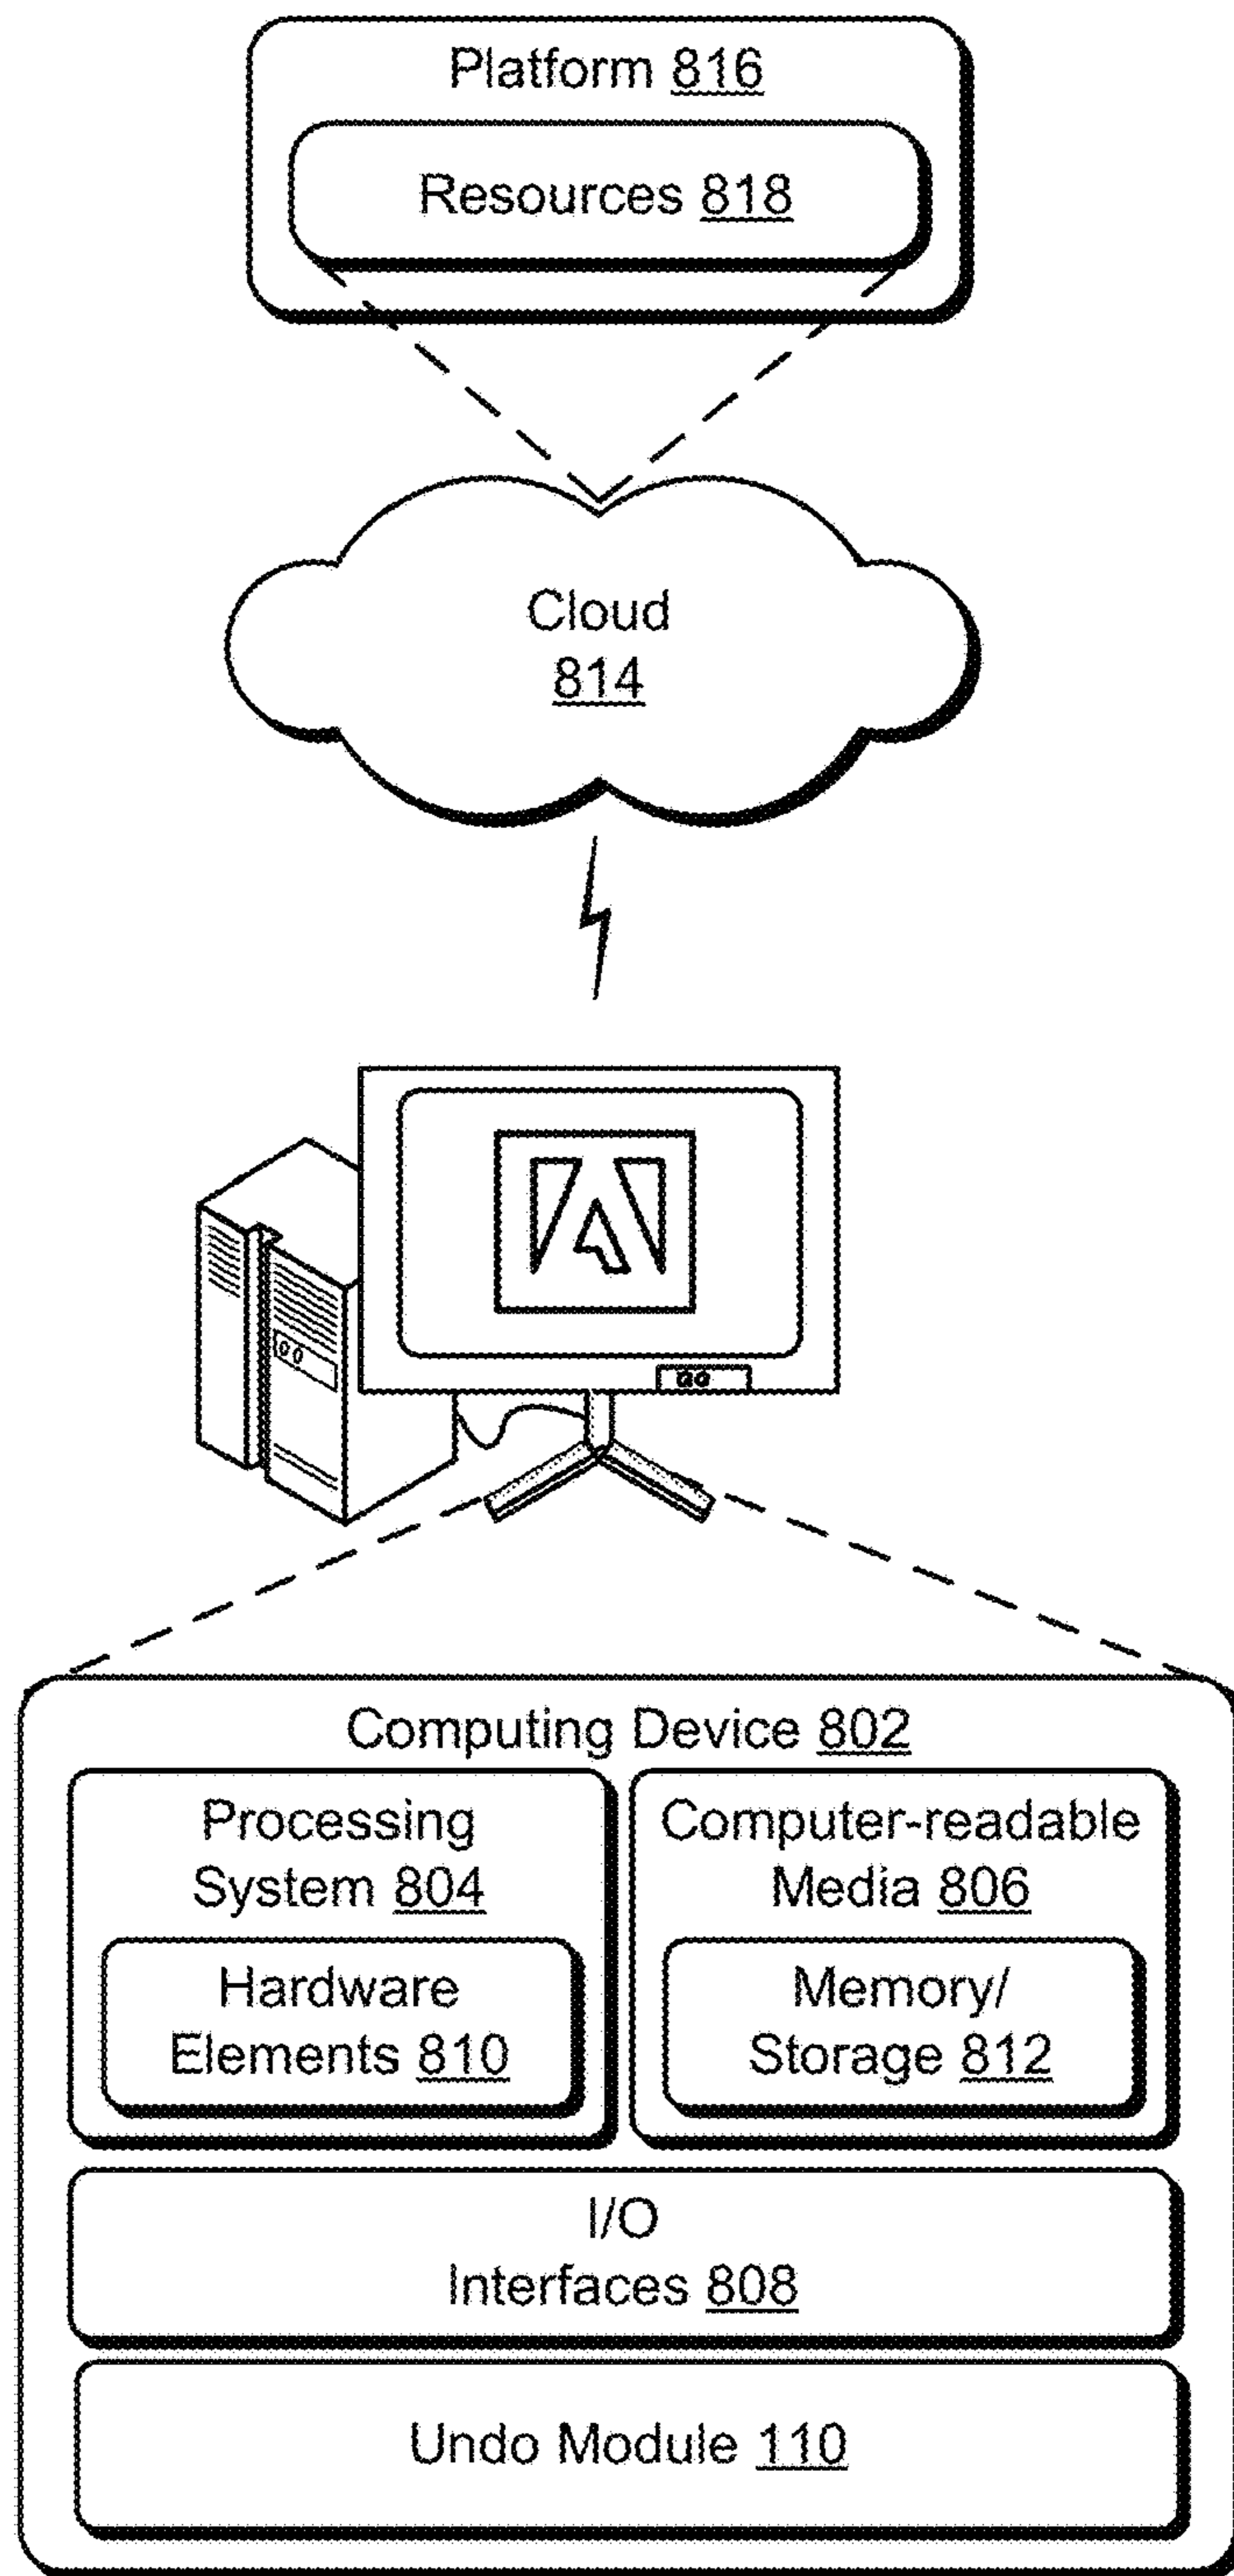 Platform 816
Resources 818
Cloud
814
Computing Device 802
Processing
System 804
Hardware
Elements 810
Computer-readable
Media 806
Memory/
Storage 812
I/O
Interfaces 808
Undo Module 110